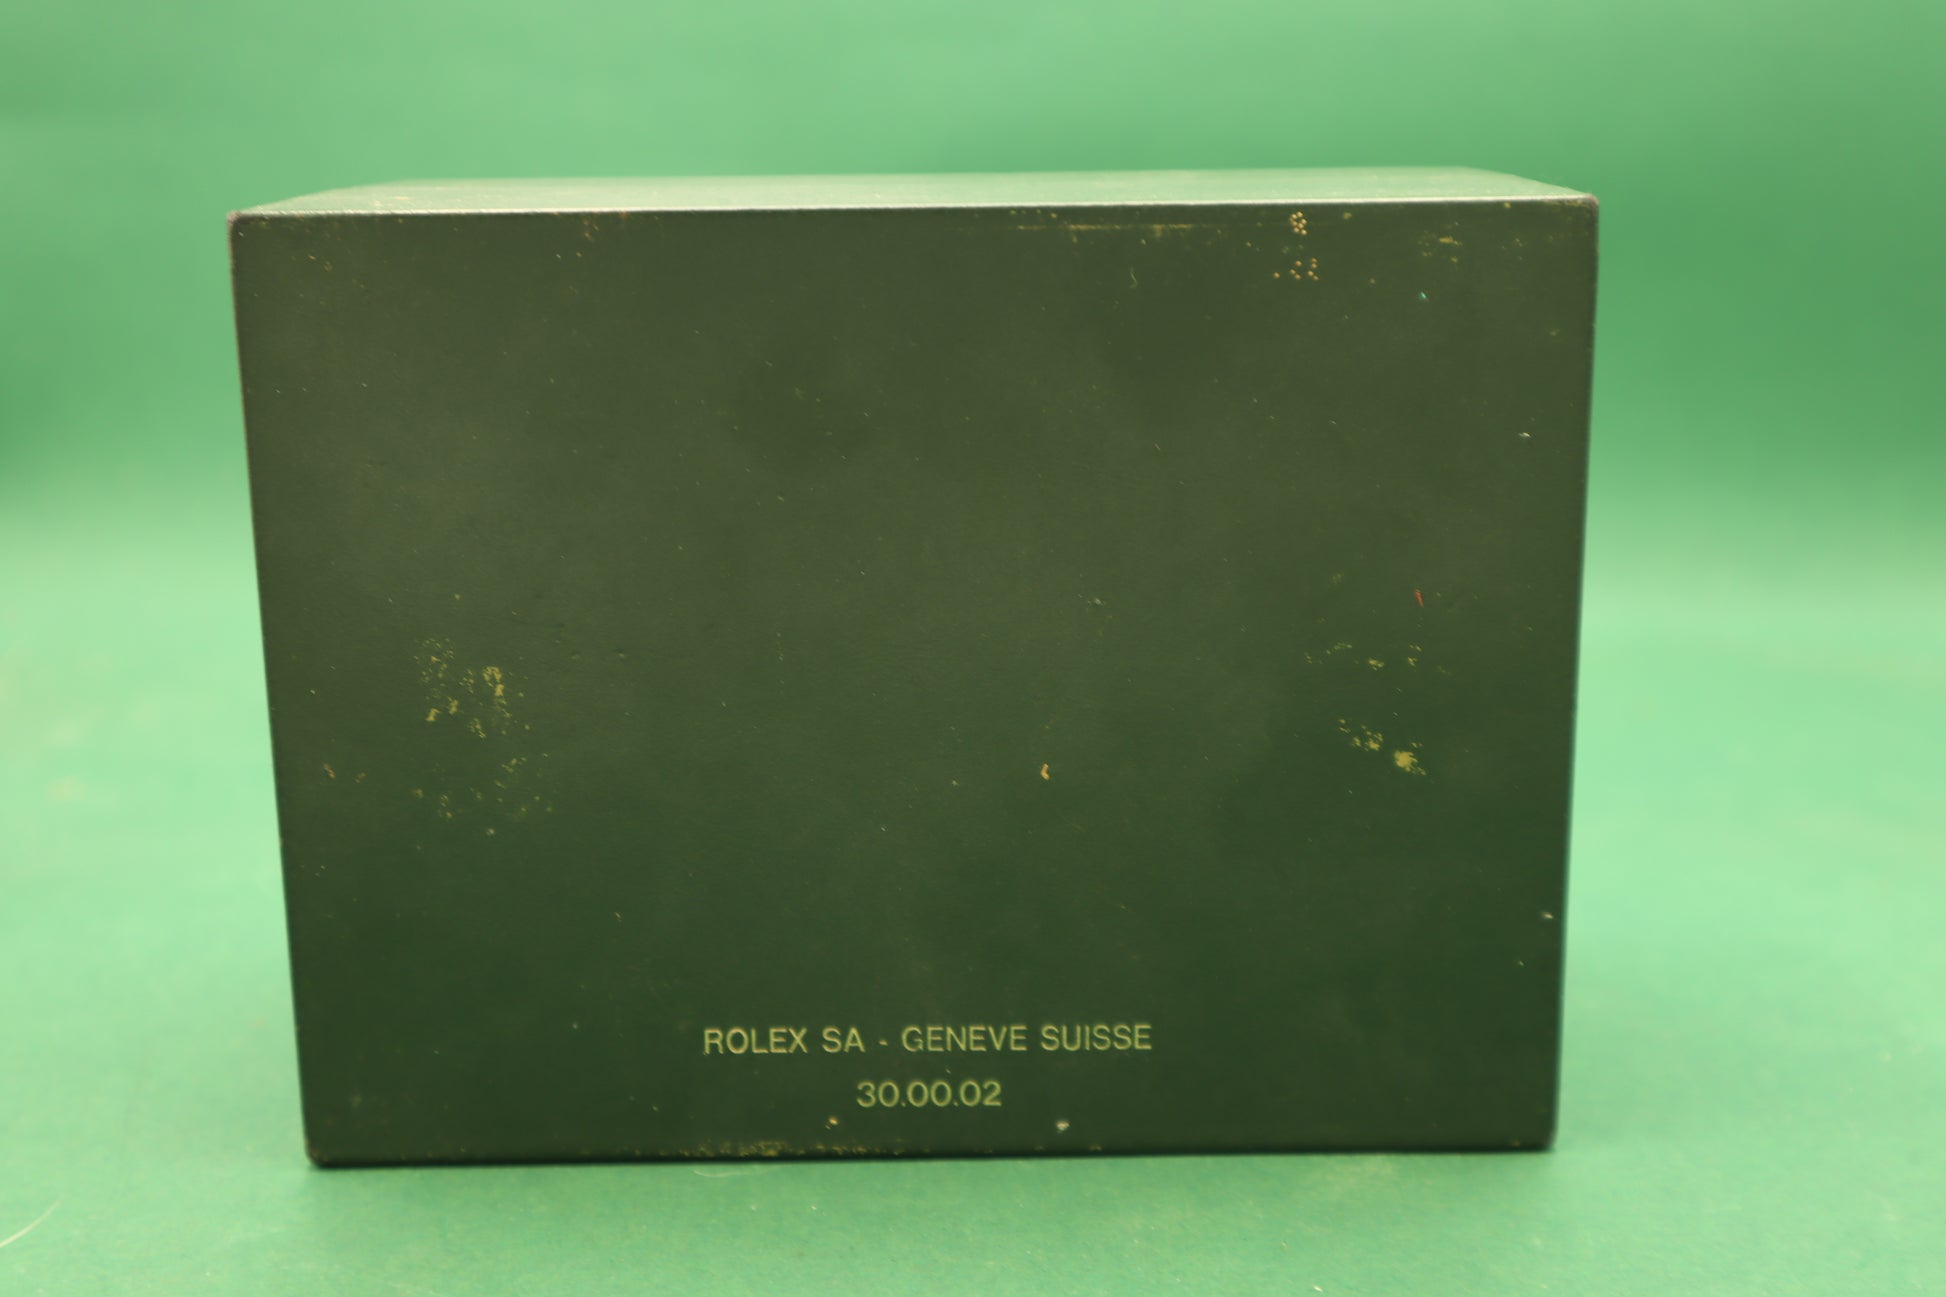 ROLEX SA - GENEVE SUISSE
30.00.02